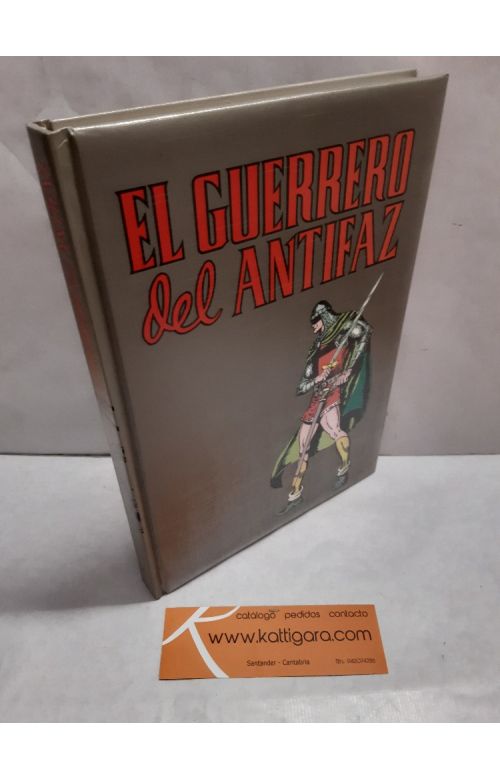 EL GUERRERO
del ANTIFAZ
catálogo pedidos contacto
www.kattigara.com
Santander - Cantabria